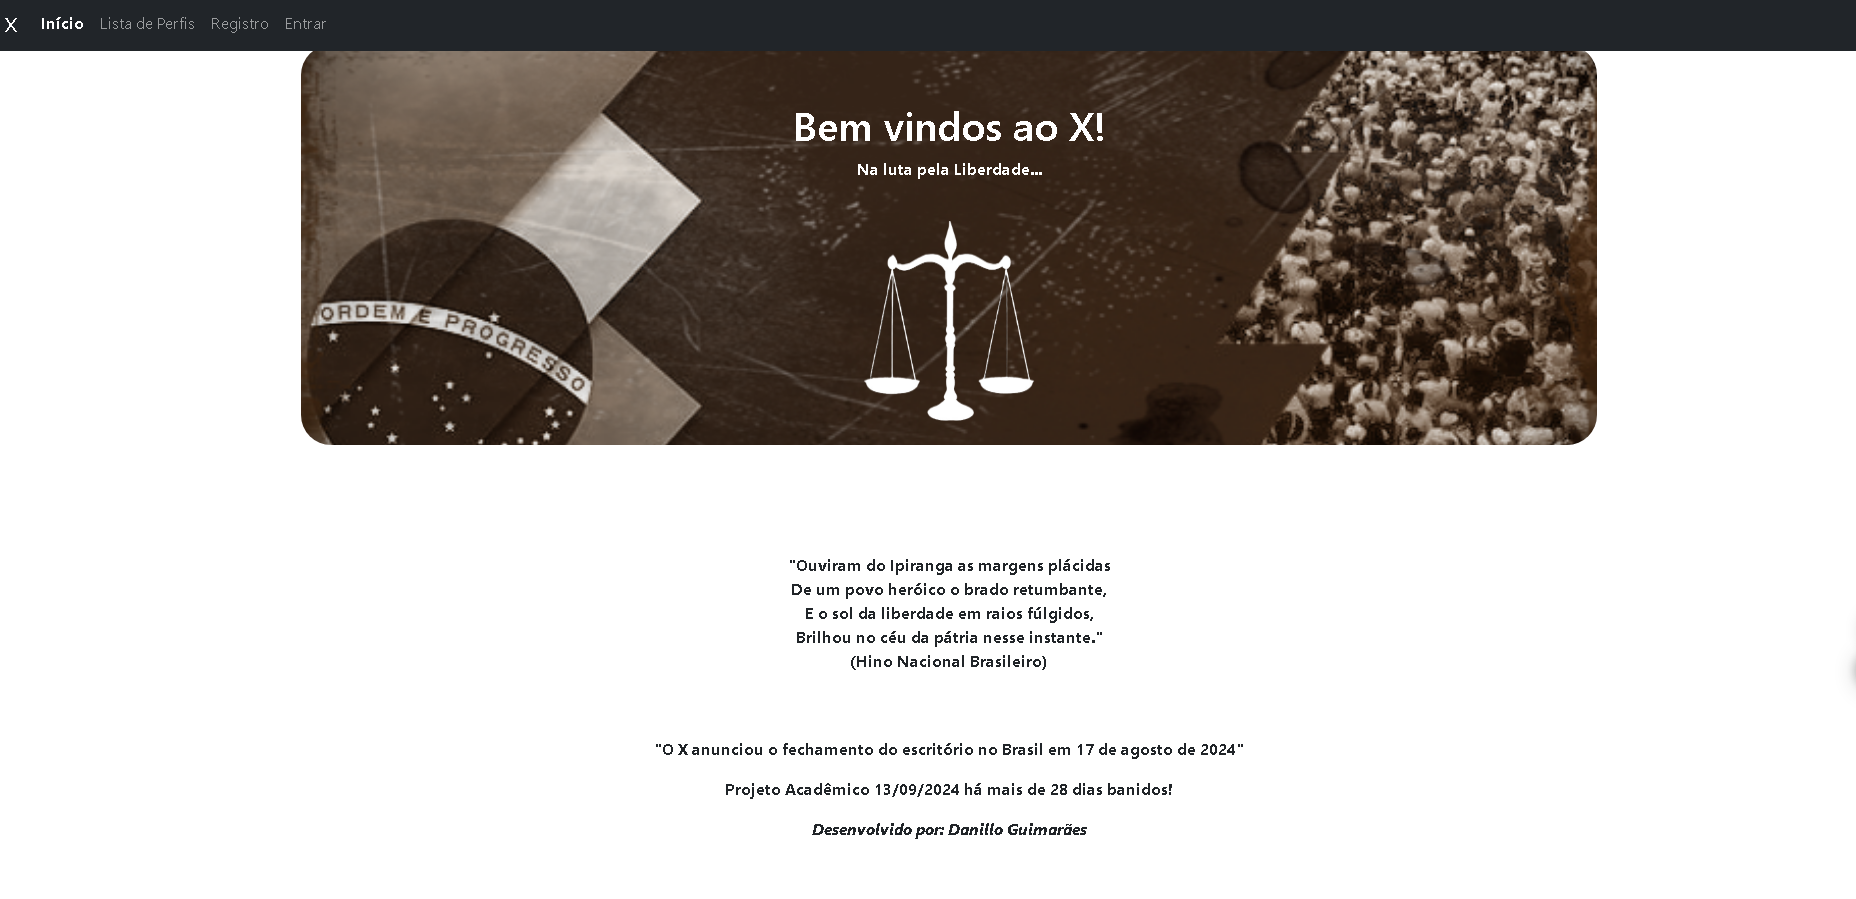 X Início Lista de Perfis Registro Entrar
Bem vindos ao X!
Na luta pela Liberdade...
ORDEM E PROGRESSO
"Ouviram do Ipiranga as margens plácidas
De um povo heróico o brado retumbante,
E o sol da liberdade em raios fúlgidos,
Brilhou no céu da pátria nesse instante."
(Hino Nacional Brasileiro)
"O X anunciou o fechamento do escritório no Brasil em 17 de agosto de 2024"
Projeto Acadêmico 13/09/2024 há mais de 28 dias banidos!
Desenvolvido por: Danillo Guimarães